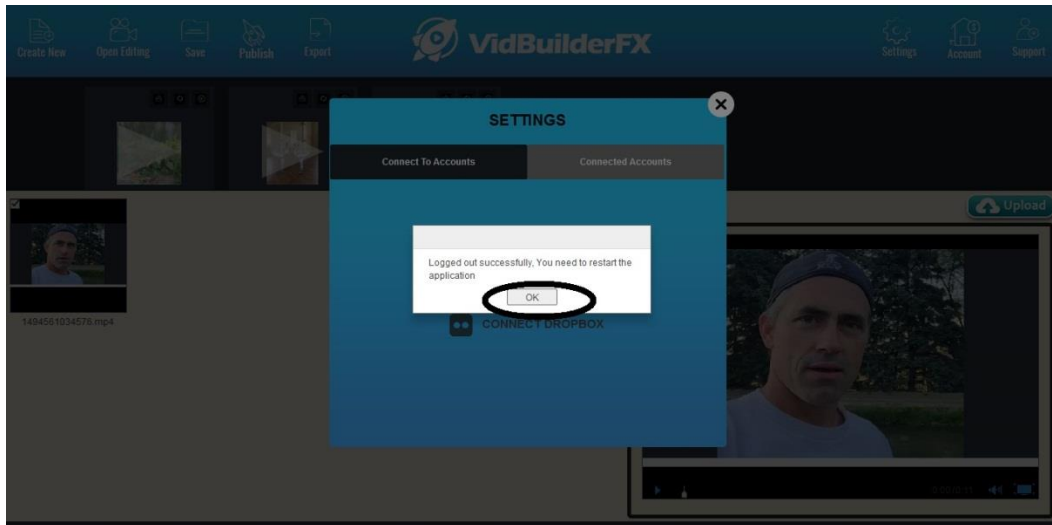 Create New
Open Editing
Save
Publish
Export
VidBuilderFX
Settings
Account
Support
SETTINGS
Connect To Accounts
Connected Accounts
Upload
Logged out successfully, You need to restart the
application
OK
CONNECT DROPBOX
1494561034576.mp4